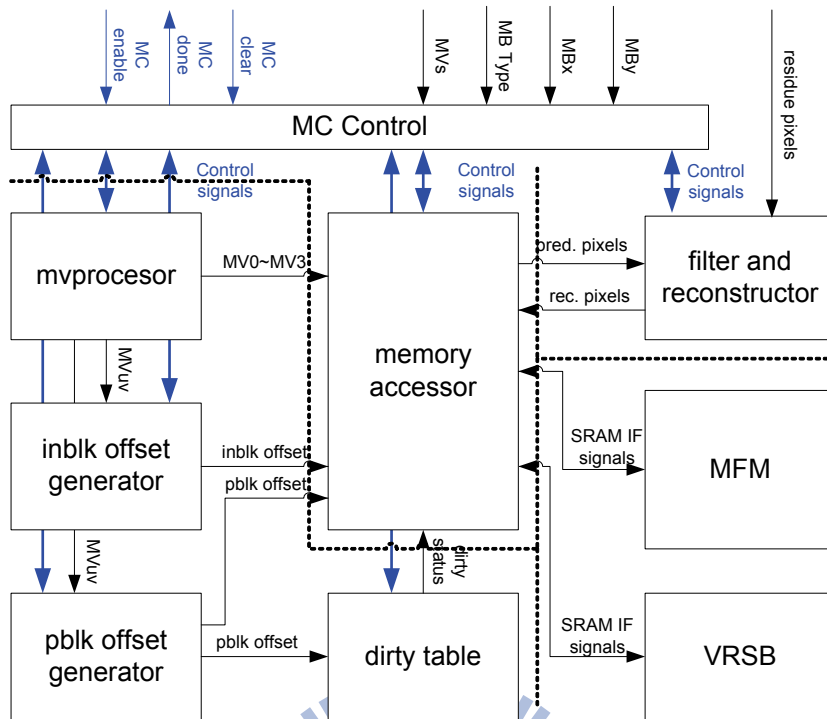 MC
enable
MC
done
MC
clear
MVs
MB Type
MBx
MBy
residue pixels
MC Control
Control
signals
Control
signals
Control
signals
mvprocesor
MV0~MV3
memory
accessor
pred. pixels
rec. pixels
filter and
reconstructor
MVuv
inblk offset
generator
inblk offset
pblk offset
SRAM IF
signals
MFM
MVuv
dirty
status
pblk offset
generator
pblk offset
dirty table
SRAM IF
signals
VRSB